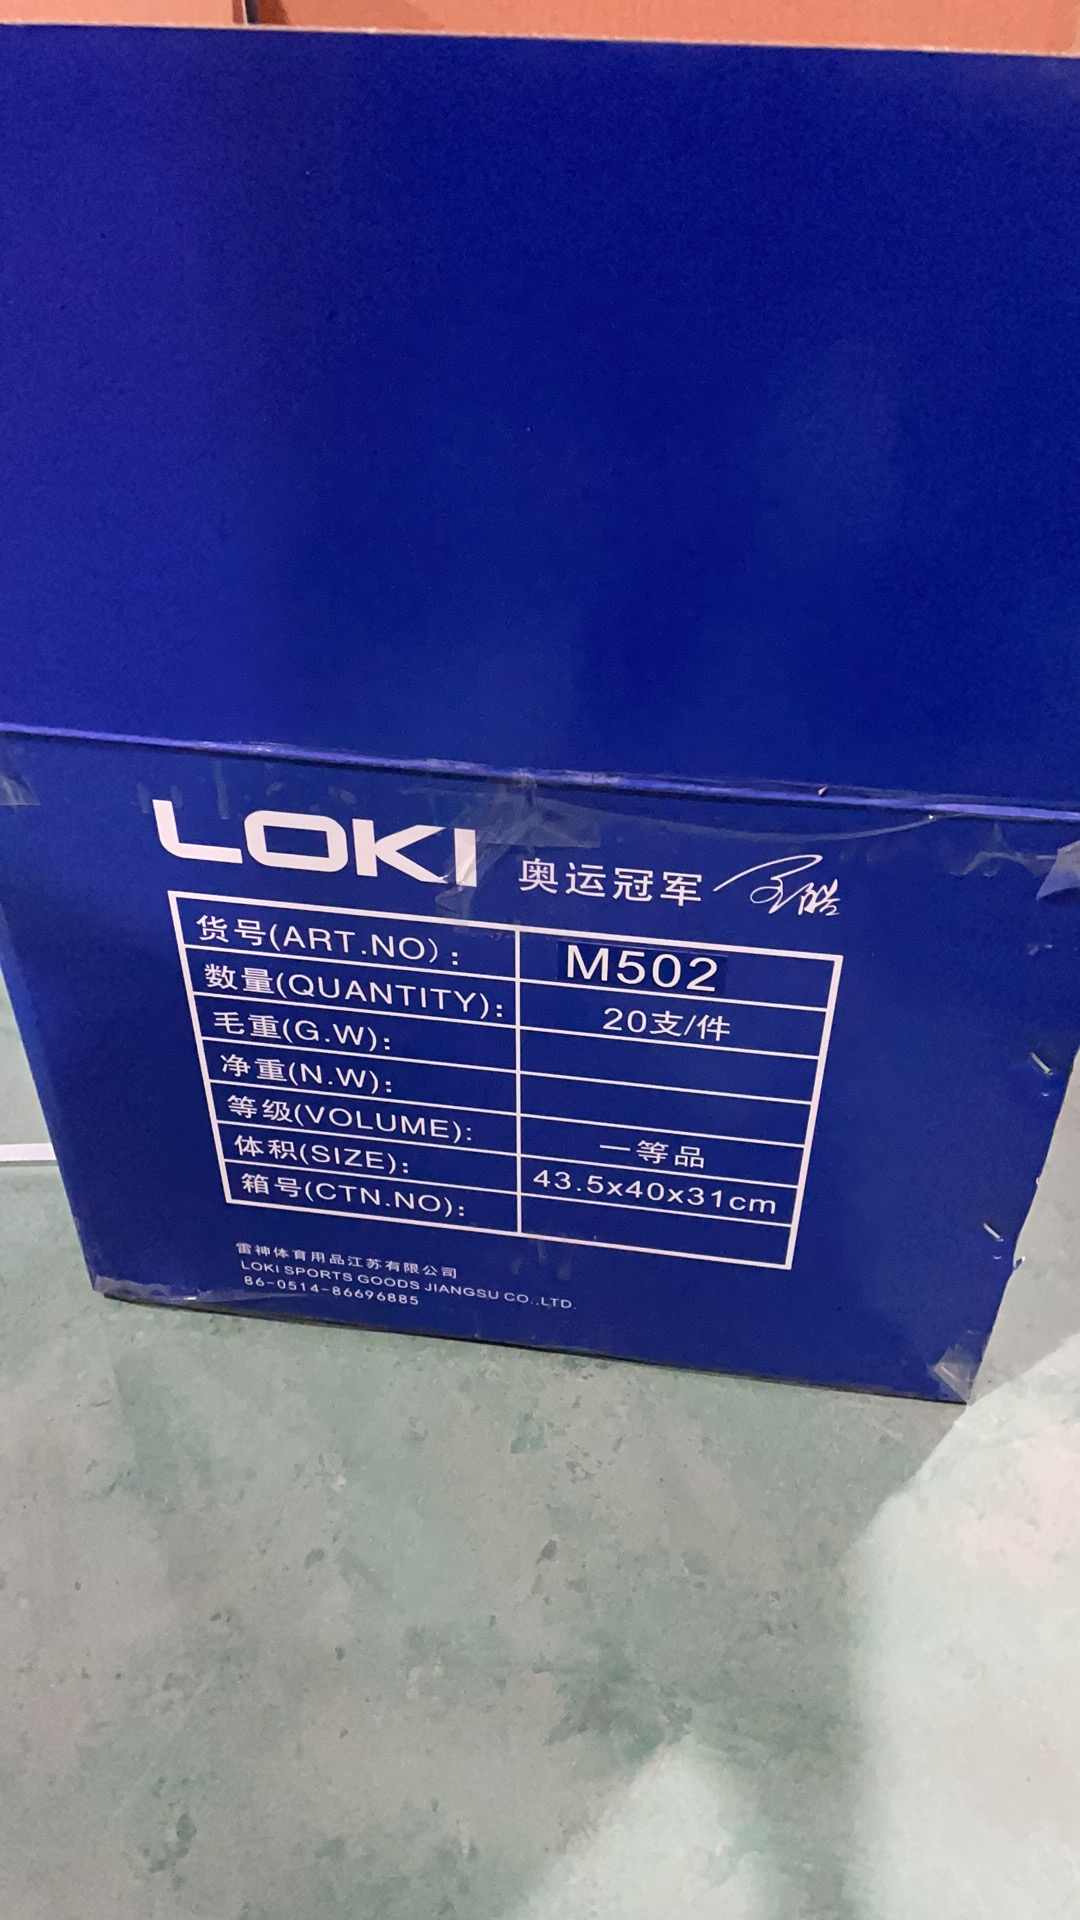 LOKI 奥运冠军 王皓
货号(ART.NO): M502
数量(QUANTITY): 20支/件
毛重(G.W):
净重(N.W):
等级(VOLUME): 一等品
体积(SIZE): 43.5x40x31cm
箱号(CTN.NO):
雷神体育用品江苏有限公司
LOKI SPORTS GOODS JIANGSU CO.,LTD.
86-0514-86696885